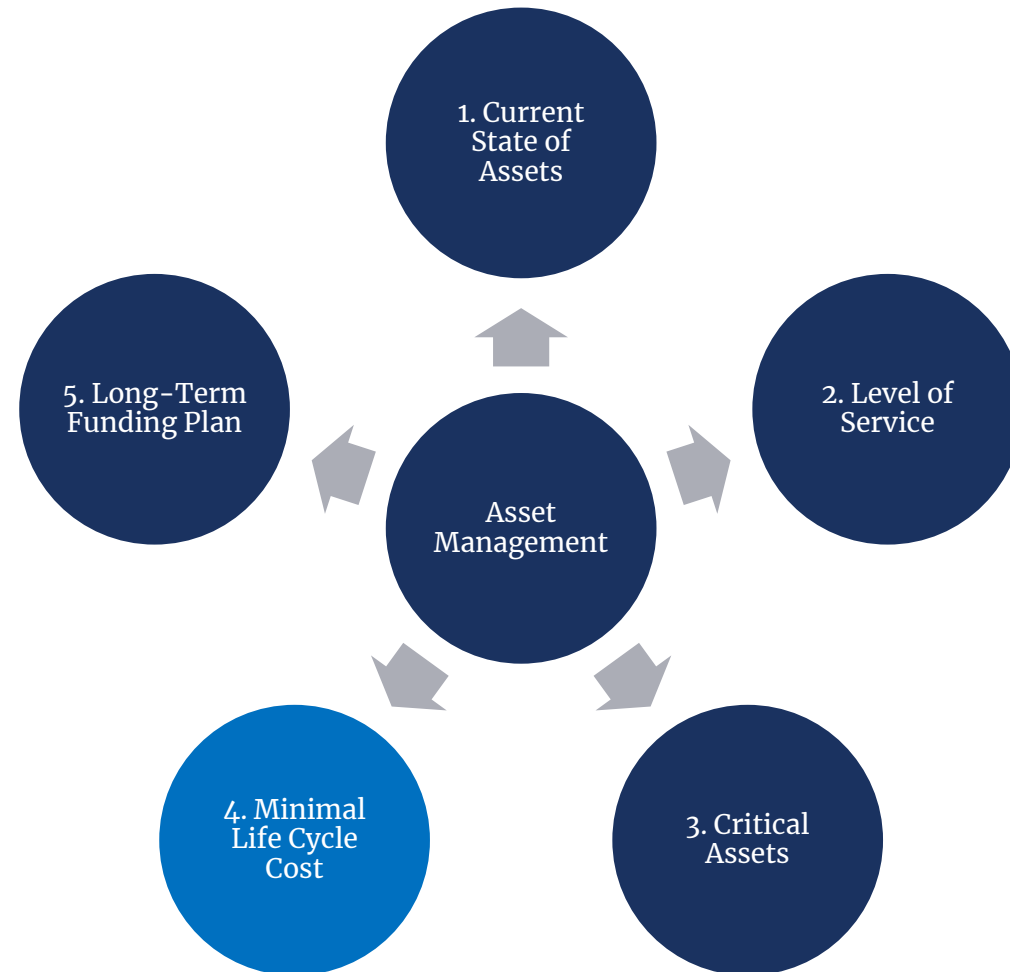 1. Current
State of
Assets
2. Level of
Service
3. Critical
Assets
4. Minimal
Life Cycle
Cost
5. Long-Term
Funding Plan
Asset
Management